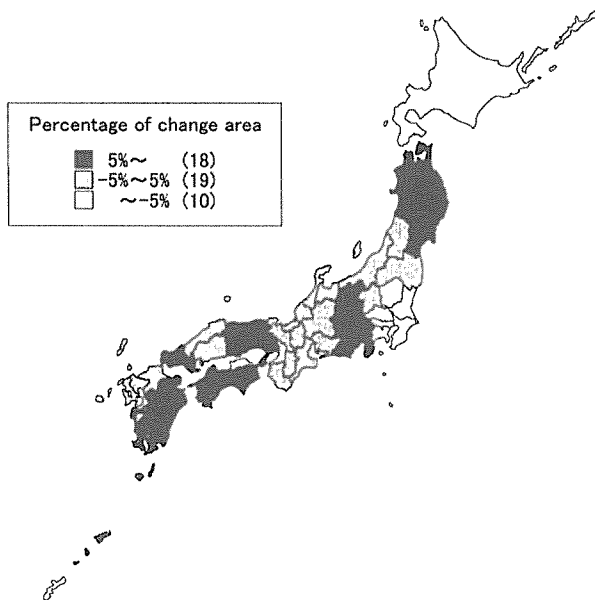 Percentage of change area
5%～ (18)
-5%～5% (19)
～-5% (10)